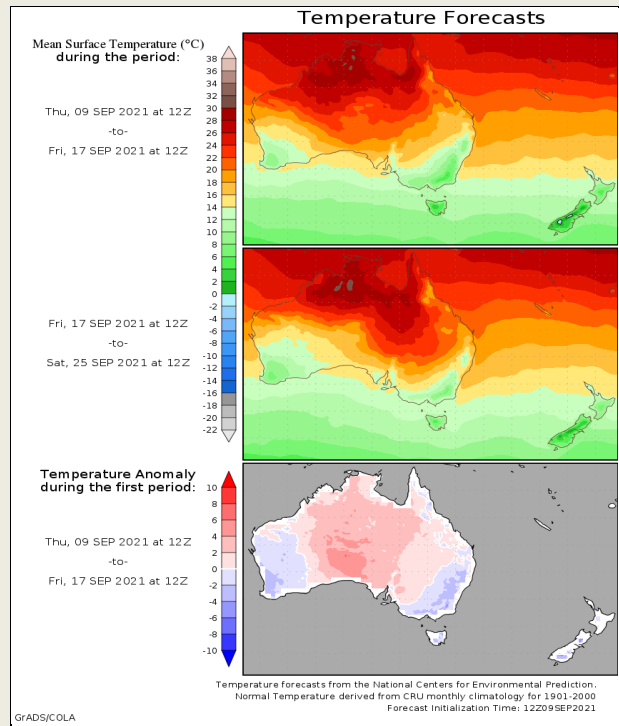 Temperature Forecasts
Mean Surface Temperature (°C)
during the period:
Thu, 09 SEP 2021 at 12Z
-to-
Fri, 17 SEP 2021 at 12Z
38
36
34
32
30
28
26
24
22
20
18
16
14
12
10
8
6
4
2
0
-2
-4
-6
-8
-10
-12
-14
-16
-18
-20
-22
Fri, 17 SEP 2021 at 12Z
-to-
Sat, 25 SEP 2021 at 12Z
Temperature Anomaly
during the first period:
Thu, 09 SEP 2021 at 12Z
-to-
Fri, 17 SEP 2021 at 12Z
10
8
6
4
2
0
-2
-4
-6
-8
-10
Temperature forecasts from the National Centers for Environmental Prediction.
Normal Temperature derived from CRU monthly climatology for 1901-2000
Forecast Initialization Time: 12Z09SEP2021
GrADS/COLA